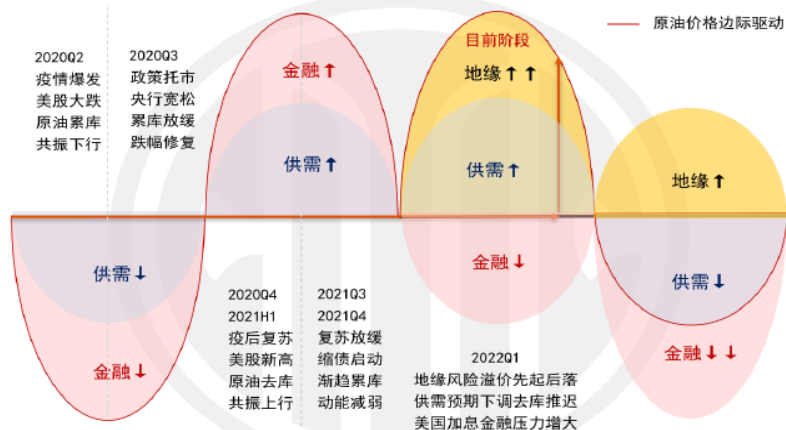 原油价格边际驱动
2020Q2
疫情爆发
美股大跌
原油累库
共振下行
2020Q3
政策托市
央行宽松
累库放缓
跌幅修复
金融↑
供需↑
目前阶段
地缘↑↑
供需↑
地缘↑
供需↓
金融↓
2020Q4
2021H1
疫后复苏
美股新高
原油去库
共振上行
2021Q3
2021Q4
复苏放缓
缩债启动
渐趋累库
动能减弱
金融↓
2022Q1
地缘风险溢价先起后落
供需预期下调去库推迟
美国加息金融压力增大
供需↓
金融↓↓